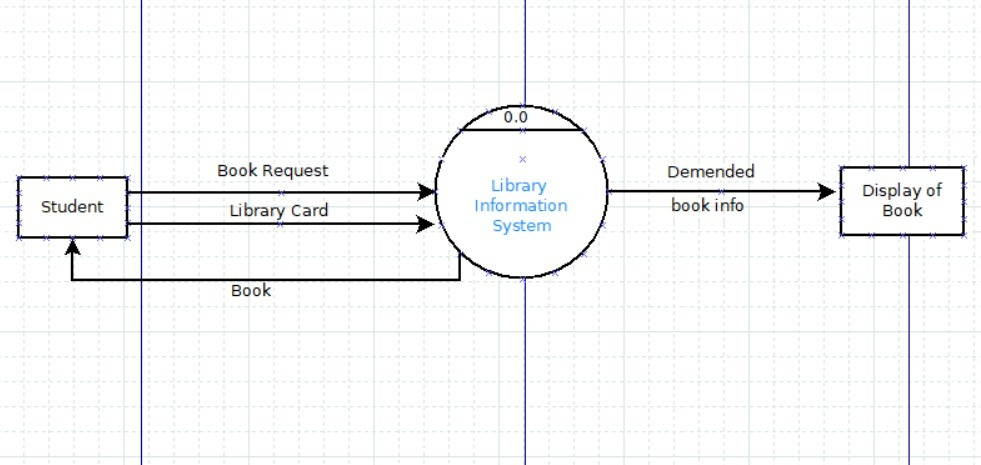 0.0
Book Request
Library Card
Book
Student
Library
Information
System
Demended
book info
Display of
Book